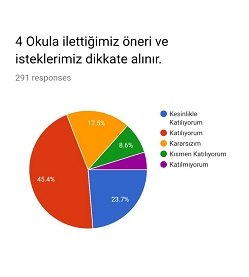 4 Okula ilettiğimiz öneri ve
isteklerimiz dikkate alınır.
291 responses
Kesinlikle
Katılıyorum
Katılıyorum
Kararsızım
Kısmen Katılıyorum
Katılmıyorum
17.5%
8.6%
45.4%
23.7%